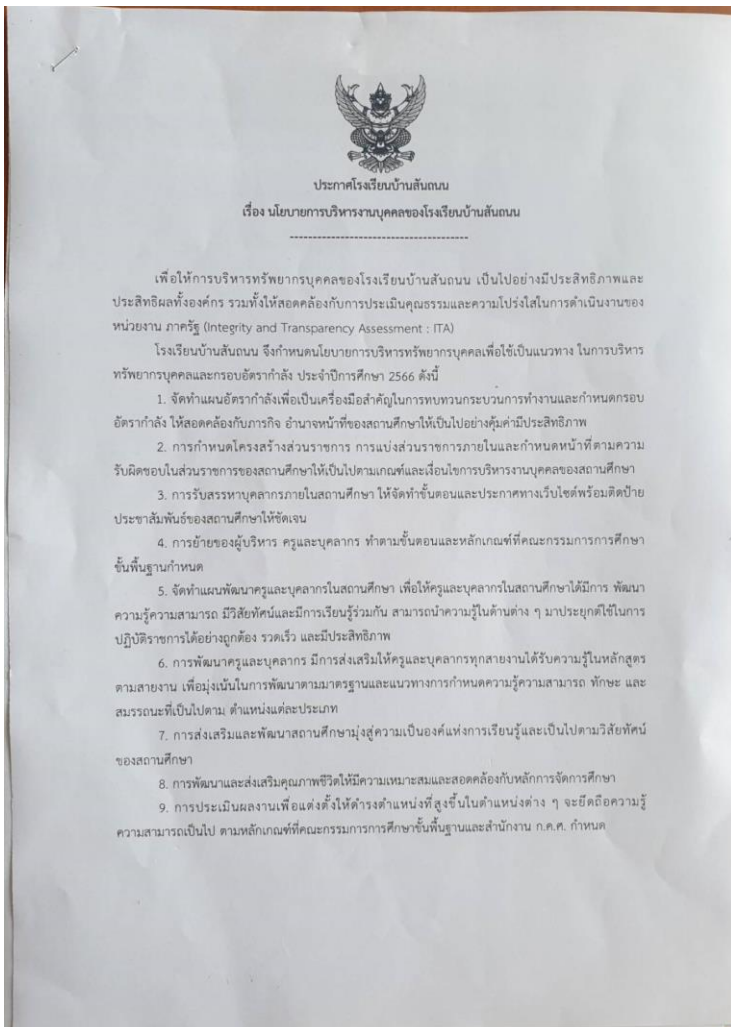 ประกาศโรงเรียนบ้านสันถนน
เรื่อง นโยบายการบริหารงานบุคคลของโรงเรียนบ้านสันถนน
---------------------------------------
เพื่อให้การบริหารทรัพยากรบุคคลของโรงเรียนบ้านสันถนน เป็นไปอย่างมีประสิทธิภาพและ
ประสิทธิผลทั้งองค์กร รวมทั้งให้สอดคล้องกับการประเมินคุณธรรมและความโปร่งใสในการดำเนินงานของ
หน่วยงาน ภาครัฐ (Integrity and Transparency Assessment : ITA)
โรงเรียนบ้านสันถนน จึงกำหนดนโยบายการบริหารทรัพยากรบุคคลเพื่อใช้เป็นแนวทาง ในการบริหาร
ทรัพยากรบุคคลและกรอบอัตรากำลัง ประจำปีการศึกษา 2566 ดังนี้
1. จัดทำแผนอัตรากำลังเพื่อเป็นเครื่องมือสำคัญในการทบทวนกระบวนการทำงานและกำหนดกรอบ
อัตรากำลัง ให้สอดคล้องกับภารกิจ อำนาจหน้าที่ของสถานศึกษาให้เป็นไปอย่างคุ้มค่ามีประสิทธิภาพ
2. การกำหนดโครงสร้างส่วนราชการ การแบ่งส่วนราชการภายในและกำหนดหน้าที่ตามความ
รับผิดชอบในส่วนราชการของสถานศึกษาให้เป็นไปตามเกณฑ์และเงื่อนไขการบริหารงานบุคคลของสถานศึกษา
3. การรับสรรหาบุคลากรภายในสถานศึกษา ให้จัดทำขั้นตอนและประกาศทางเว็บไซต์พร้อมติดป้าย
ประชาสัมพันธ์ของสถานศึกษาให้ชัดเจน
4. การย้ายของผู้บริหาร ครูและบุคลากร ทำตามขั้นตอนและหลักเกณฑ์ที่คณะกรรมการการศึกษา
ขั้นพื้นฐานกำหนด
5. จัดทำแผนพัฒนาครูและบุคลากรในสถานศึกษา เพื่อให้ครูและบุคลากรในสถานศึกษาได้มีการ พัฒนา
ความรู้ความสามารถ มีวิสัยทัศน์และมีการเรียนรู้ร่วมกัน สามารถนำความรู้ในด้านต่าง ๆ มาประยุกต์ใช้ในการ
ปฏิบัติราชการได้อย่างถูกต้อง รวดเร็ว และมีประสิทธิภาพ
6. การพัฒนาครูและบุคลากร มีการส่งเสริมให้ครูและบุคลากรทุกสายงานได้รับความรู้ในหลักสูตร
ตามสายงาน เพื่อมุ่งเน้นในการพัฒนาตามมาตรฐานและแนวทางการกำหนดความรู้ความสามารถ ทักษะ และ
สมรรถนะที่เป็นไปตาม ตำแหน่งแต่ละประเภท
7. การส่งเสริมและพัฒนาสถานศึกษามุ่งสู่ความเป็นองค์แห่งการเรียนรู้และเป็นไปตามวิสัยทัศน์
ของสถานศึกษา
8. การพัฒนาและส่งเสริมคุณภาพชีวิตให้มีความเหมาะสมและสอดคล้องกับหลักการจัดการศึกษา
9. การประเมินผลงานเพื่อแต่งตั้งให้ดำรงตำแหน่งที่สูงขึ้นในตำแหน่งต่าง ๆ จะยึดถือความรู้
ความสามารถเป็นไป ตามหลักเกณฑ์ที่คณะกรรมการการศึกษาขั้นพื้นฐานและสำนักงาน ก.ค.ศ. กำหนด